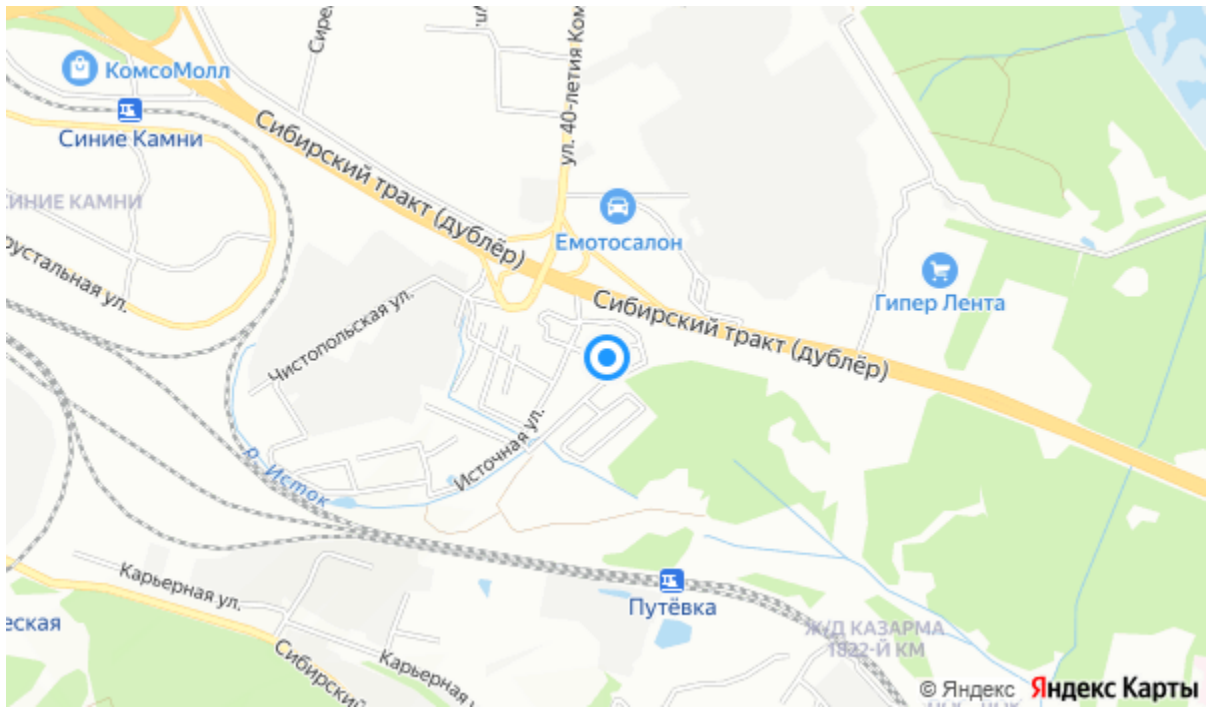 Сире
ул. 40-летия Ком
КомсоМолл
Синие Камни
Сибирский тракт (дублёр)
СИНИЕ КАМНИ
Емотосалон
рустальная ул.
Гипер Лента
Чистопольская ул.
Сибирский тракт (дублёр)
Источная ул.
р. Исток
Карьерная ул.
Путёвка
еская
Ж/Д КАЗАРМА
1822-Й КМ
Сибирский
Карьерная у
© Яндекс Яндекс Карты